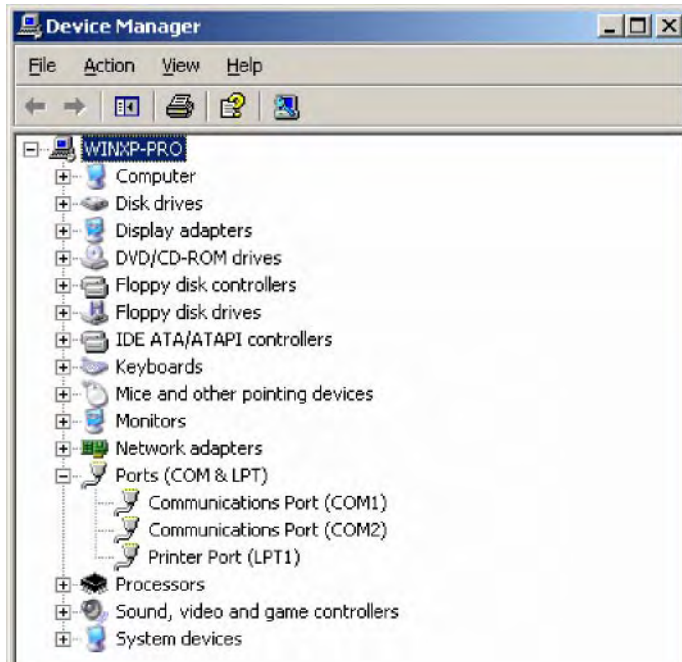 Device Manager
File Action View Help
WINXP-PRO
Computer
Disk drives
Display adapters
DVD/CD-ROM drives
Floppy disk controllers
Floppy disk drives
IDE ATA/ATAPI controllers
Keyboards
Mice and other pointing devices
Monitors
Network adapters
Ports (COM & LPT)
Communications Port (COM1)
Communications Port (COM2)
Printer Port (LPT1)
Processors
Sound, video and game controllers
System devices